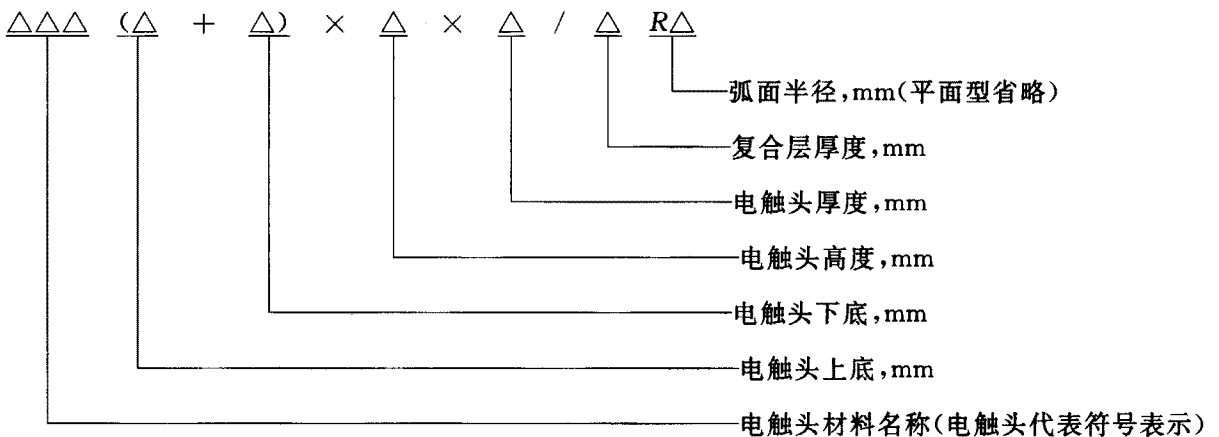 △△△ (△ + △) × △ × △ / △ R△
弧面半径,mm(平面型省略)
复合层厚度,mm
电触头厚度,mm
电触头高度,mm
电触头下底,mm
电触头上底,mm
电触头材料名称(电触头代表符号表示)